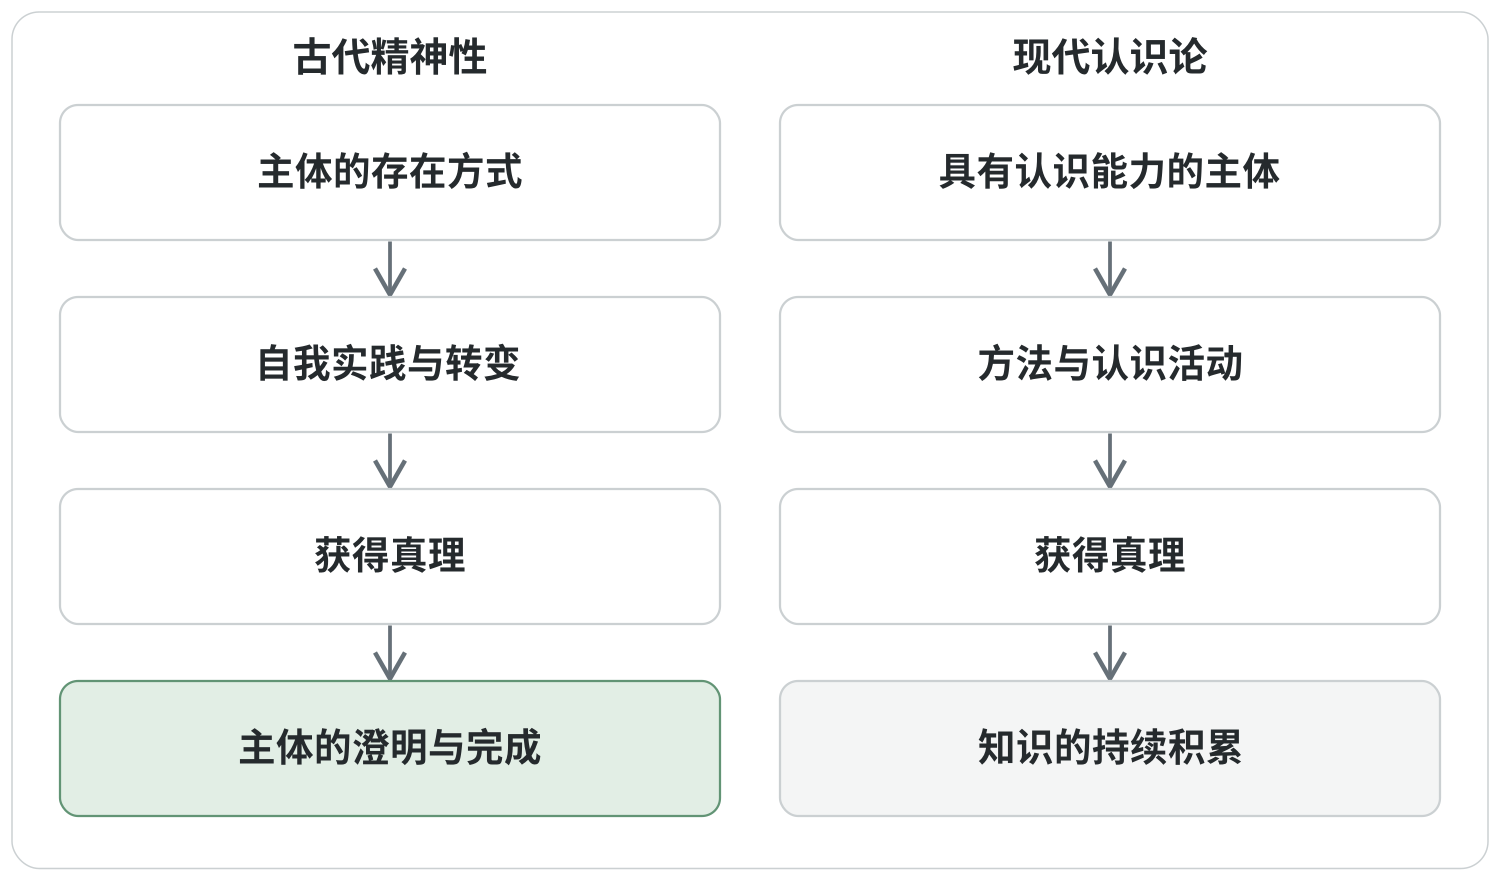 古代精神性
主体的存在方式
自我实践与转变
获得真理
主体的澄明与完成
现代认识论
具有认识能力的主体
方法与认识活动
获得真理
知识的持续积累